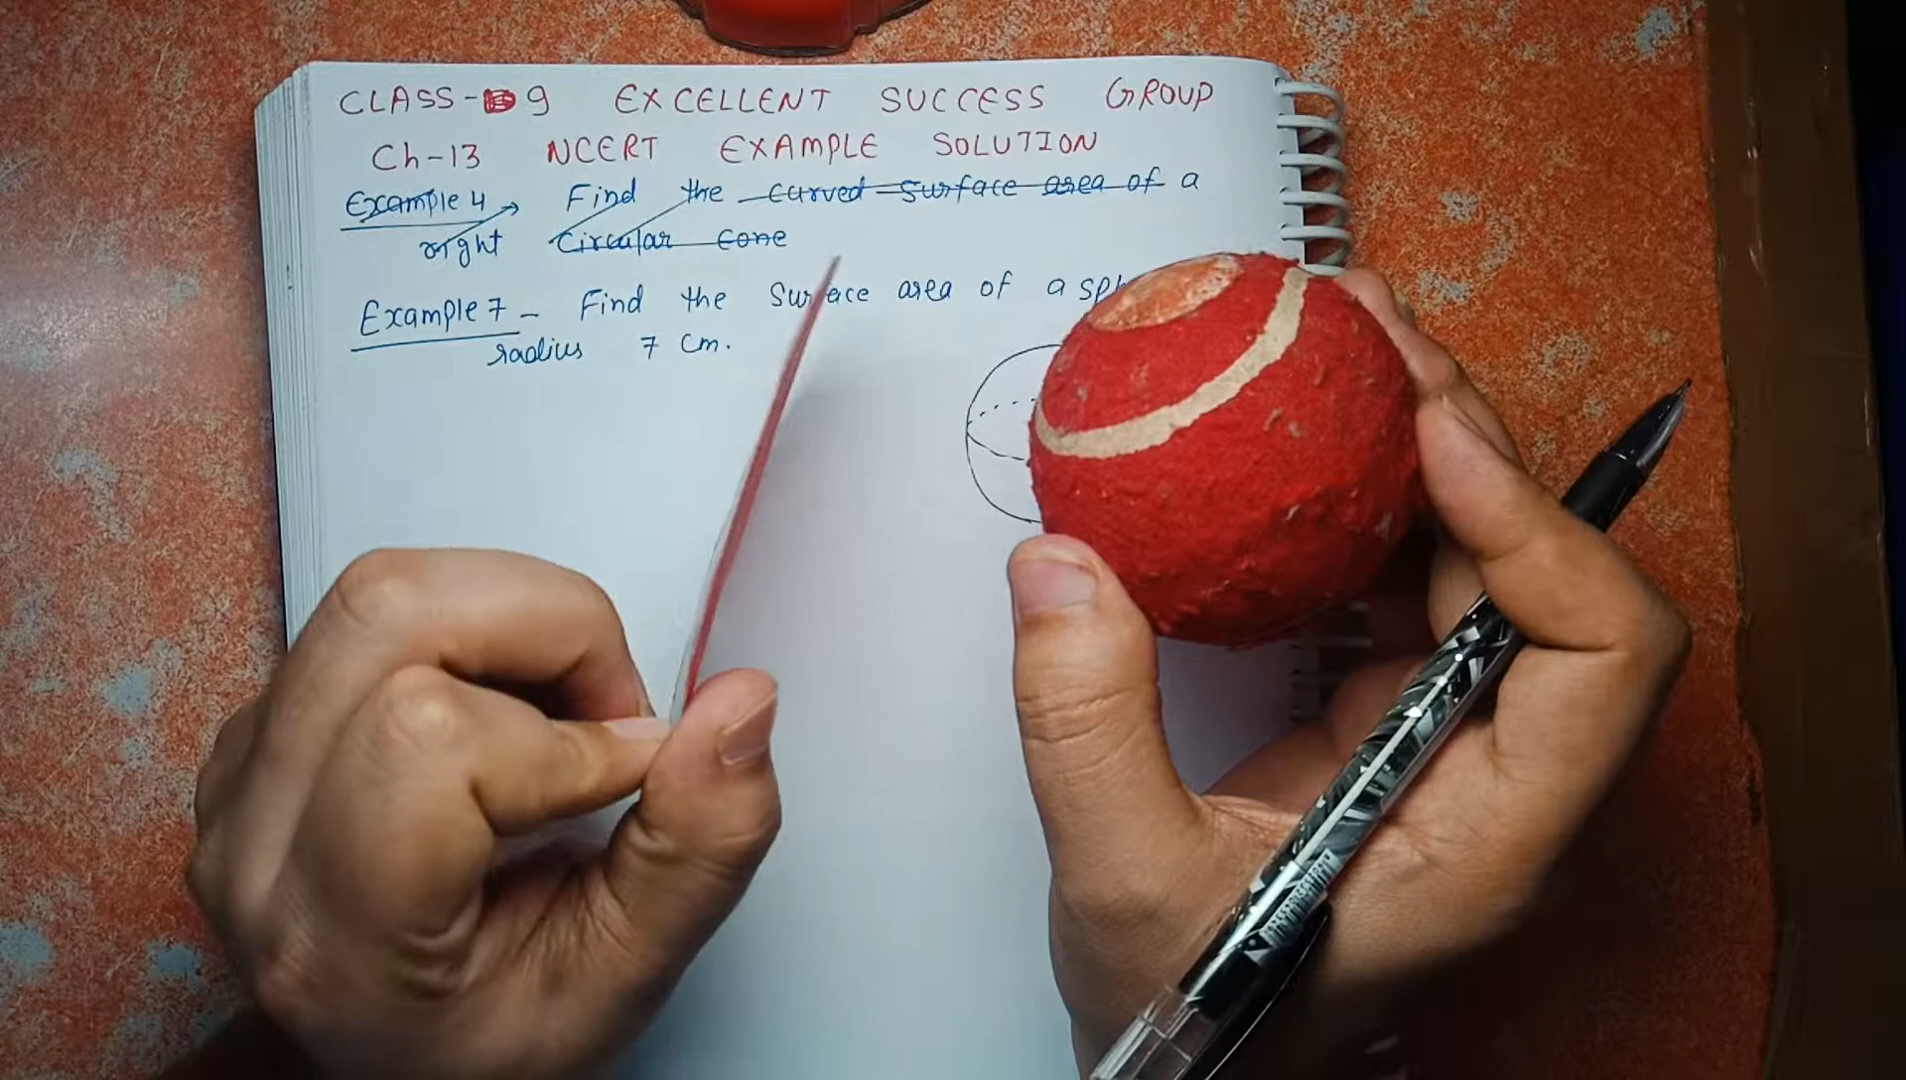 CLASS-9 EXCELLENT SUCCESS GROUP
Ch-13 NCERT EXAMPLE SOLUTION
Example 4 → Find the curved surface area of a
right Circular cone
Example 7 - Find the Surface area of a sph
radius 7 cm.